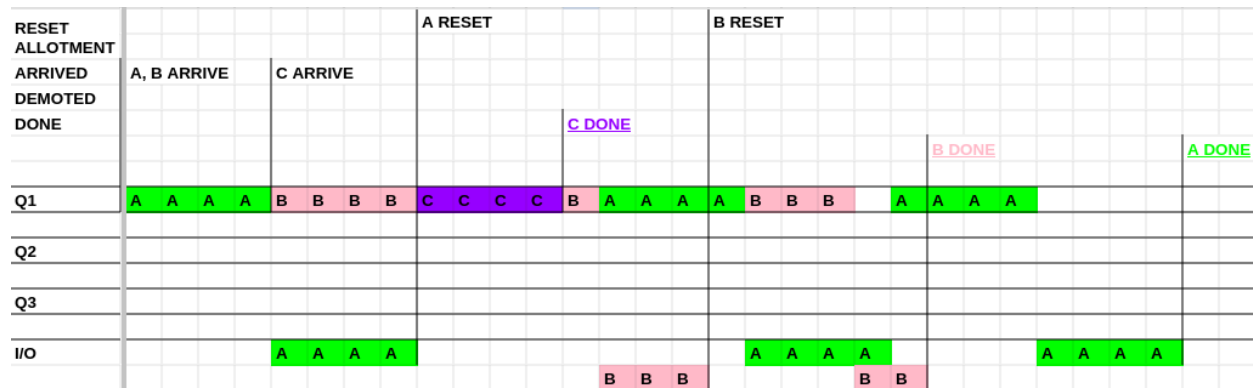 RESET A RESET B RESET
ALLOTMENT
ARRIVED A, B ARRIVE C ARRIVE
DEMOTED
DONE C DONE
B DONE A DONE
Q1 A A A A B B B B C C C C B A A A A B B B A A A A
Q2
Q3
I/O A A A A A A A A A A A A
B B B B B